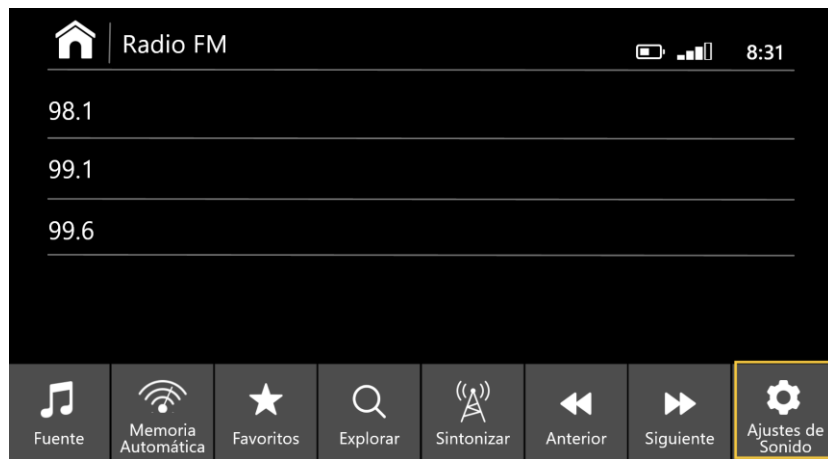 Radio FM
8:31
98.1
99.1
99.6
Fuente
Memoria
Automática
Favoritos
Explorar
Sintonizar
Anterior
Siguiente
Ajustes de
Sonido